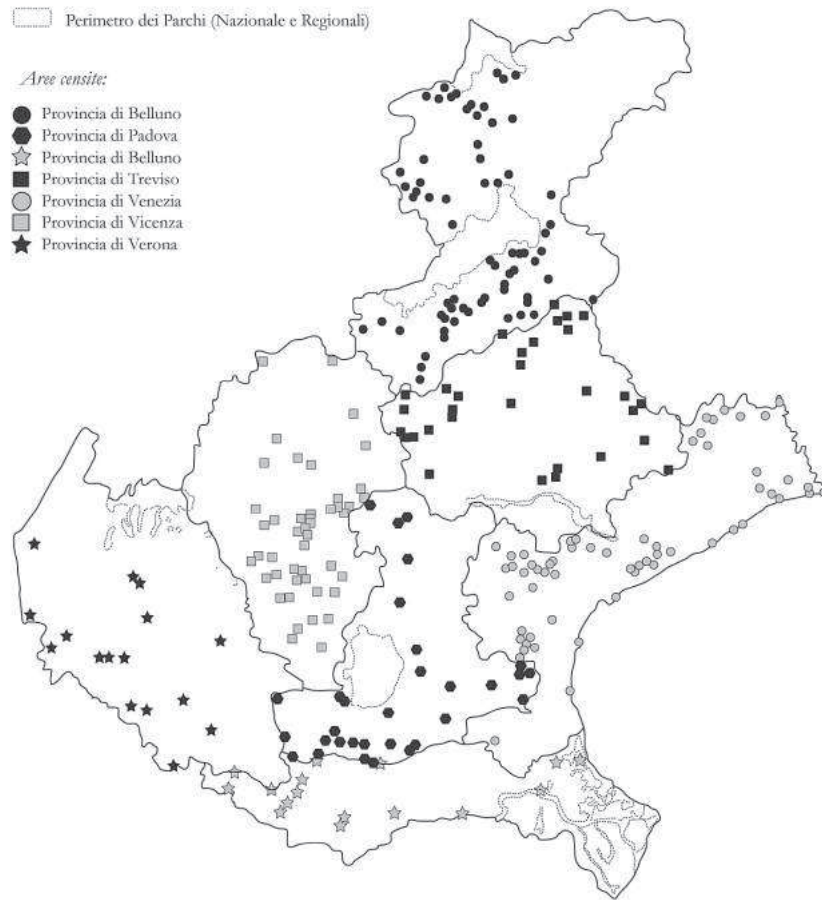 Perimetro dei Parchi (Nazionale e Regionali)
Aree censite:
Provincia di Belluno
Provincia di Padova
Provincia di Belluno
Provincia di Treviso
Provincia di Venezia
Provincia di Vicenza
Provincia di Verona